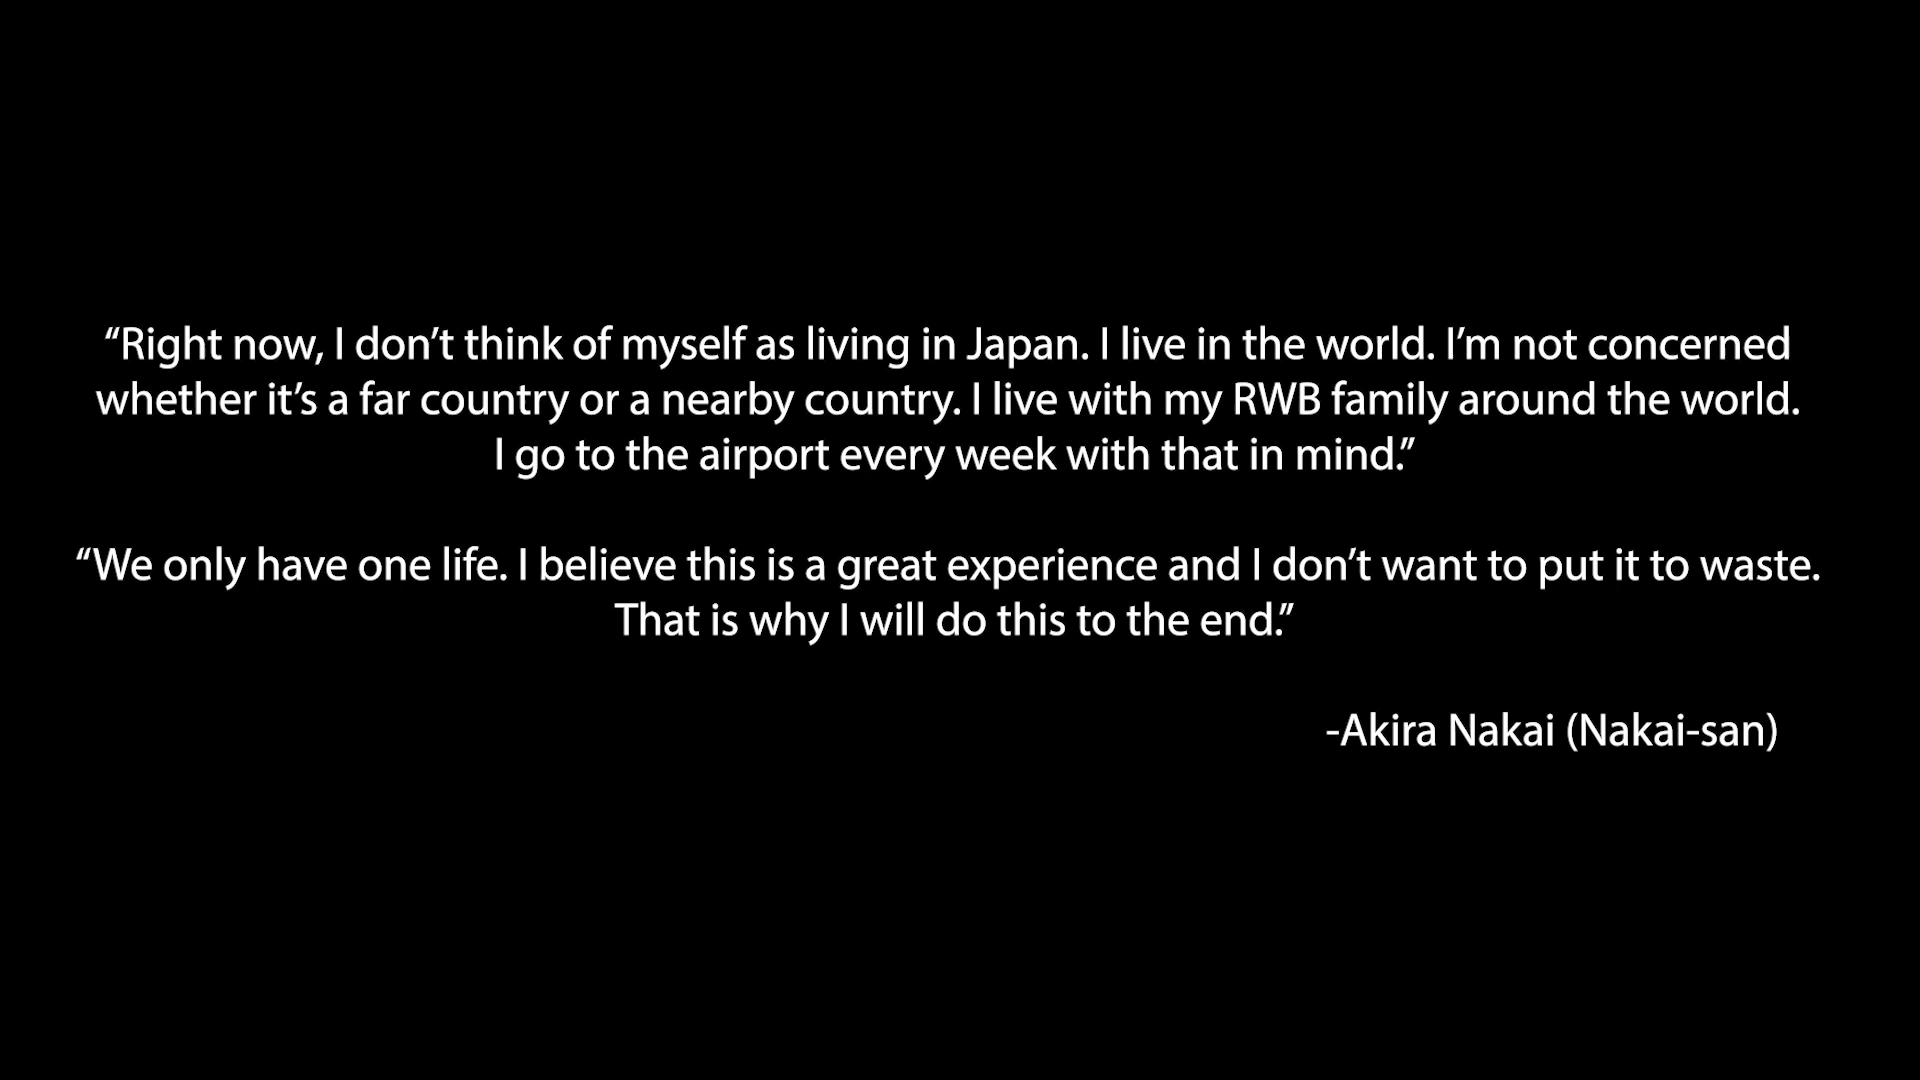 “Right now, I don’t think of myself as living in Japan. I live in the world. I’m not concerned
whether it’s a far country or a nearby country. I live with my RWB family around the world.
I go to the airport every week with that in mind.”
“We only have one life. I believe this is a great experience and I don’t want to put it to waste.
That is why I will do this to the end.”
-Akira Nakai (Nakai-san)